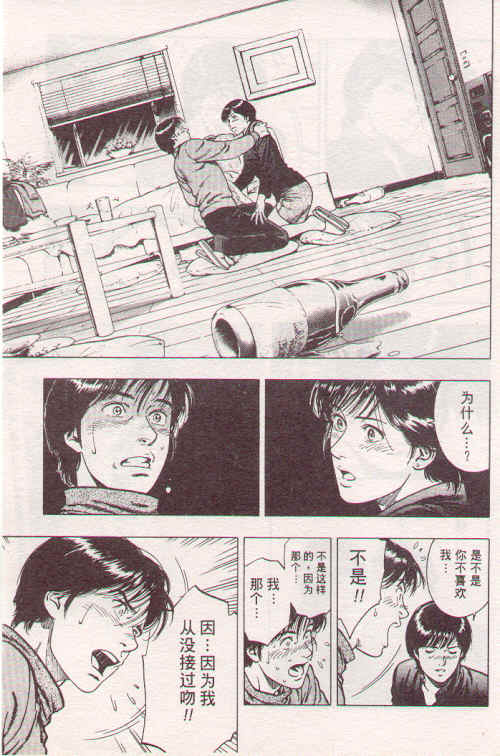 为什么…?
是不是
你不喜欢
我…
不是!!
不是这样
的,因为
那个…
我…
那个…
因…因为我
从没接过吻!!